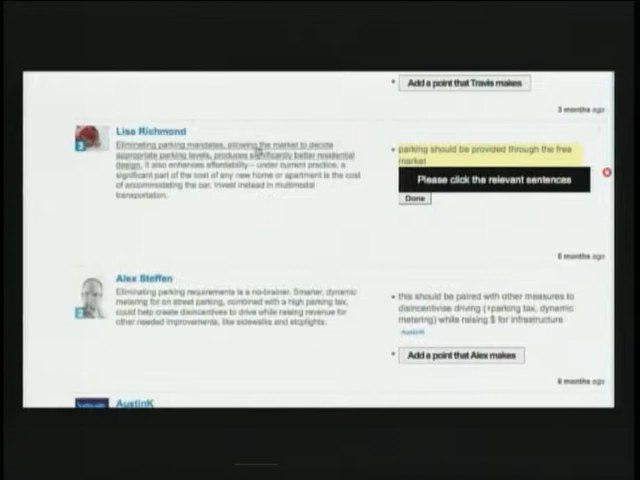 Add a point that Travis makes
3 months ago
Lisa Richmond
Eliminating parking mandates, allowing the market to decide
appropriate parking levels, produces significantly better residential
design. It also enhances affordability -- under current practice, a
significant part of the cost of any new home or apartment is the cost
of accommodating the car. Invest instead in multimodal
transportation.
3
parking should be provided through the free
market
Please click the relevant sentences
Done
6 months ago
Alex Steffen
Eliminating parking requirements is a no-brainer. Smarter, dynamic
metering for on street parking, combined with a high parking tax,
could help create disincentives to drive while raising revenue for
other needed improvements, like sidewalks and stoplights.
2
this should be paired with other measures to
disincentivise driving (+parking tax, dynamic
metering) while raising $ for infrastructure
AustinK
Add a point that Alex makes
6 months ago
AustinK